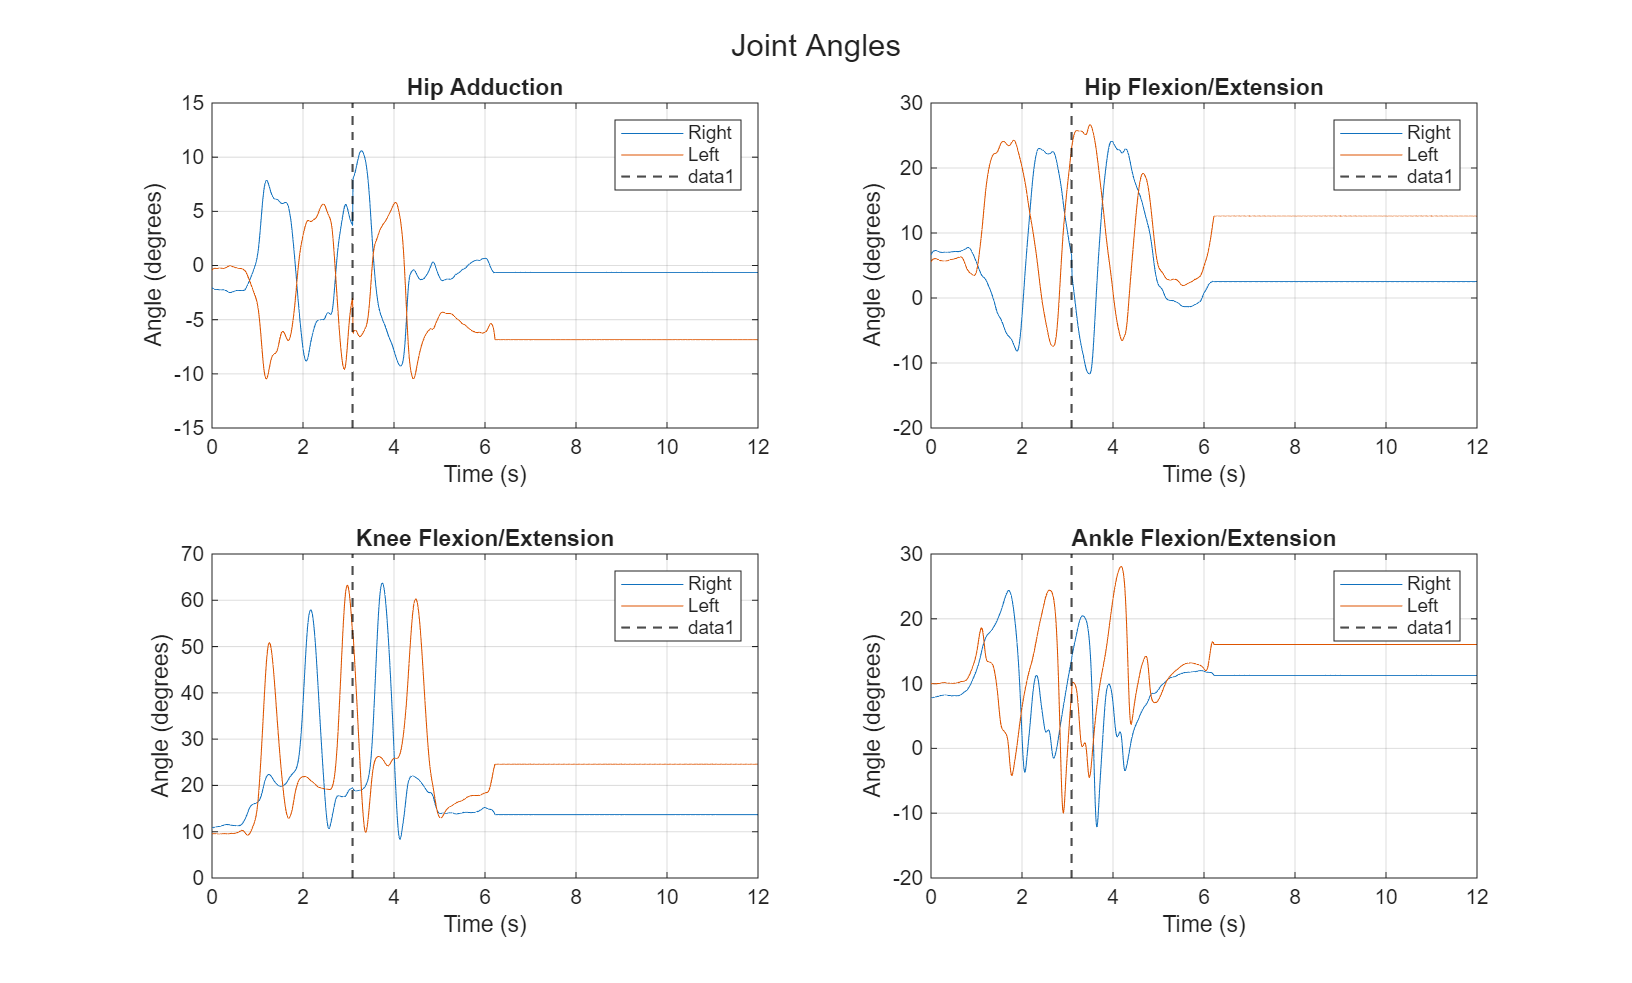 Joint Angles
Hip Adduction
15
10
5
0
-5
-10
-15
0 2 4 6 8 10 12
Angle (degrees)
Time (s)
Right
Left
data1
Hip Flexion/Extension
30
20
10
0
-10
-20
0 2 4 6 8 10 12
Angle (degrees)
Time (s)
Right
Left
data1
Knee Flexion/Extension
70
60
50
40
30
20
10
0
0 2 4 6 8 10 12
Angle (degrees)
Time (s)
Right
Left
data1
Ankle Flexion/Extension
30
20
10
0
-10
-20
0 2 4 6 8 10 12
Angle (degrees)
Time (s)
Right
Left
data1